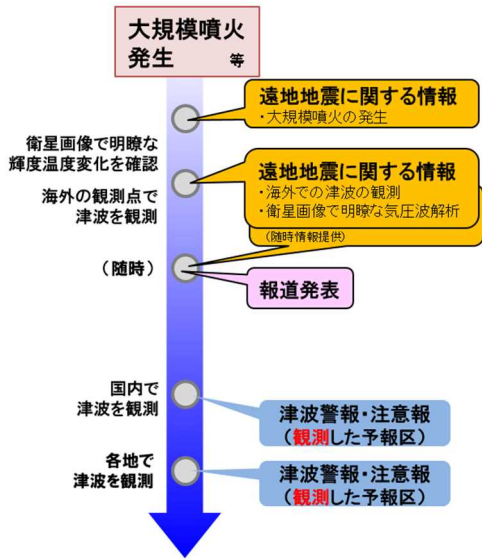 大規模噴火
発生 等
遠地地震に関する情報
・大規模噴火の発生
衛星画像で明瞭な
輝度温度変化を確認
遠地地震に関する情報
・海外での津波の観測
・衛星画像で明瞭な気圧波解析
（随時情報提供）
海外の観測点で
津波を観測
（随時）
報道発表
国内で
津波を観測
津波警報・注意報
（観測した予報区）
各地で
津波を観測
津波警報・注意報
（観測した予報区）